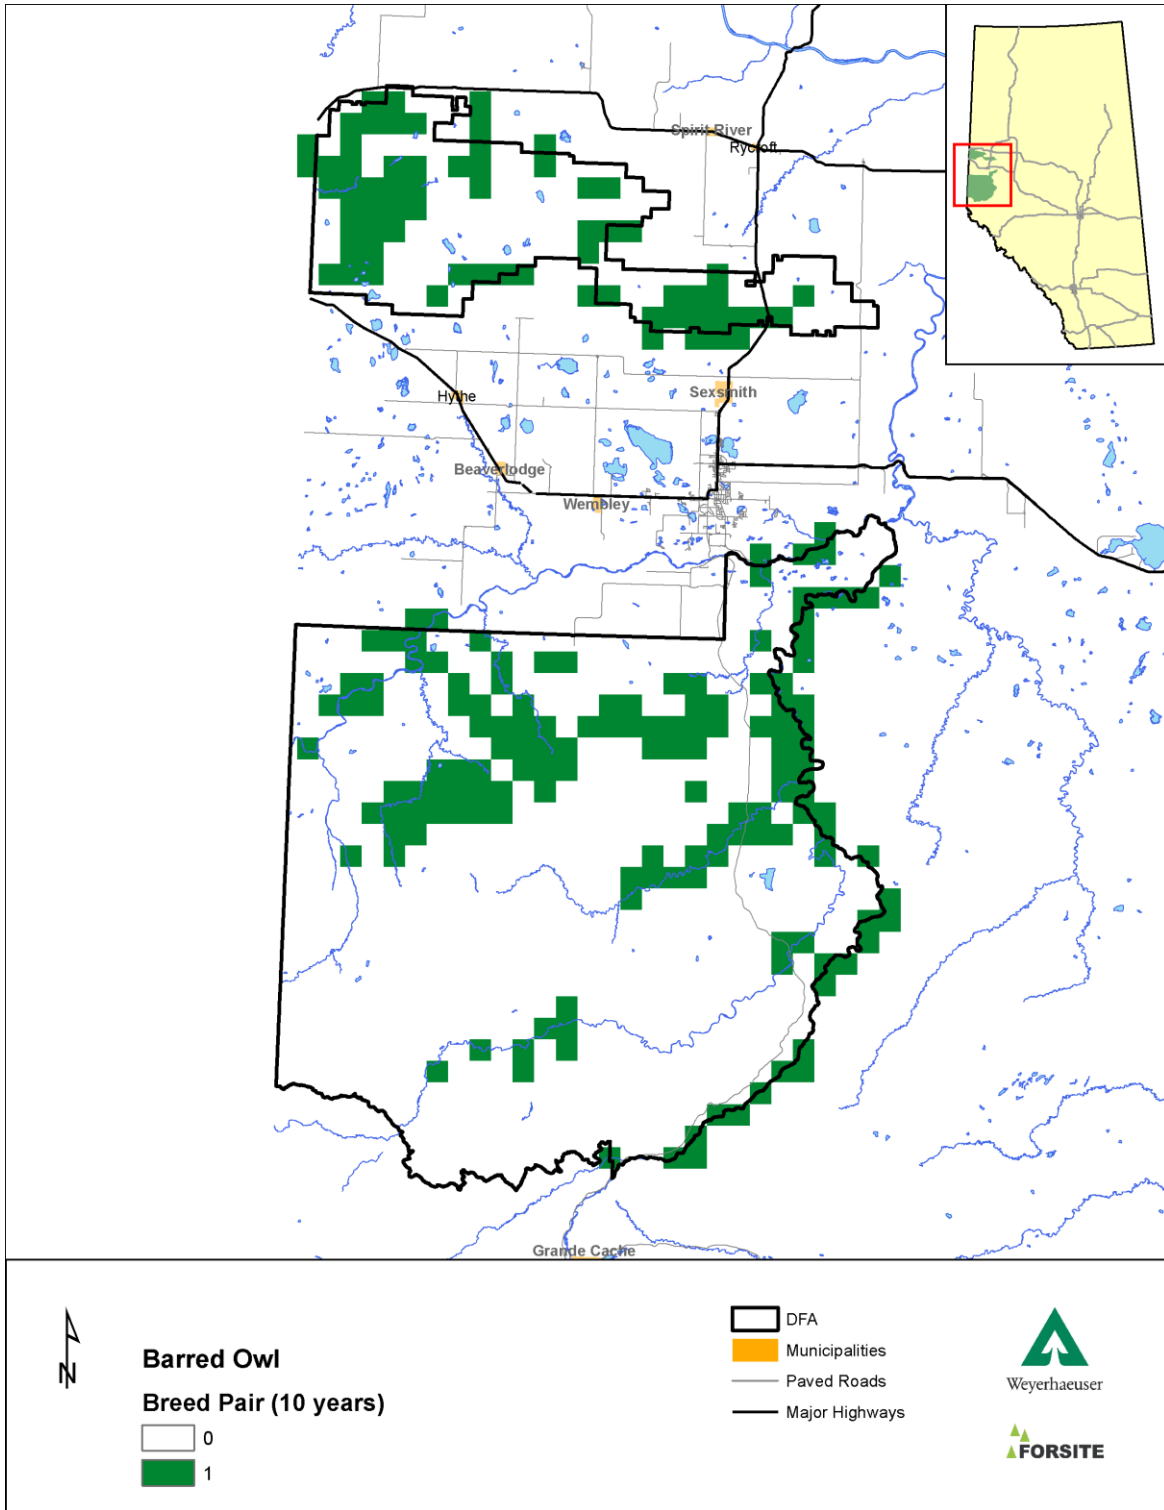 Spirit River
Rycroft
Sexsmith
Hythe
Beaverlodge
Wembley
Grande Cache
N
Barred Owl
Breed Pair (10 years)
0
1
DFA
Municipalities
Paved Roads
Major Highways
Weyerhaeuser
FORSITE